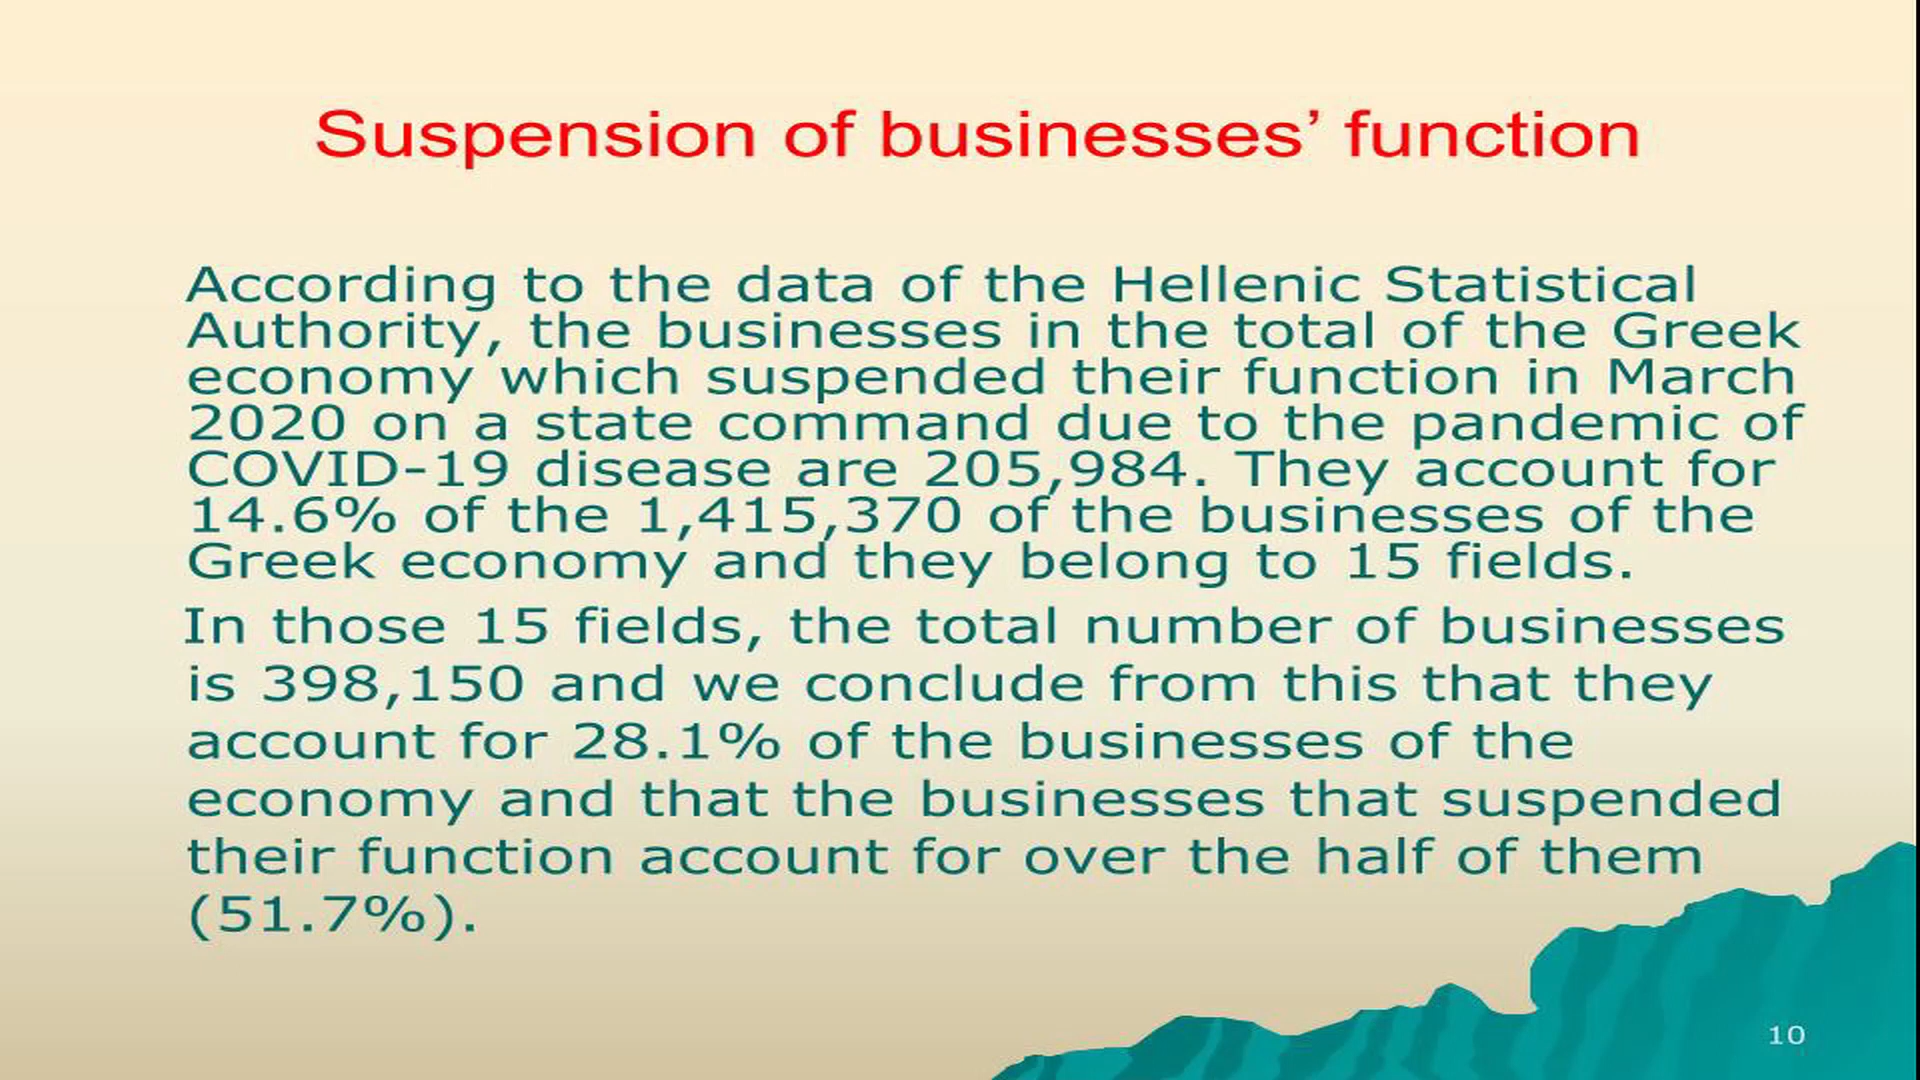 Suspension of businesses’ function
According to the data of the Hellenic Statistical
Authority, the businesses in the total of the Greek
economy which suspended their function in March
2020 on a state command due to the pandemic of
COVID-19 disease are 205,984. They account for
14.6% of the 1,415,370 of the businesses of the
Greek economy and they belong to 15 fields.
In those 15 fields, the total number of businesses
is 398,150 and we conclude from this that they
account for 28.1% of the businesses of the
economy and that the businesses that suspended
their function account for over the half of them
(51.7%).
10